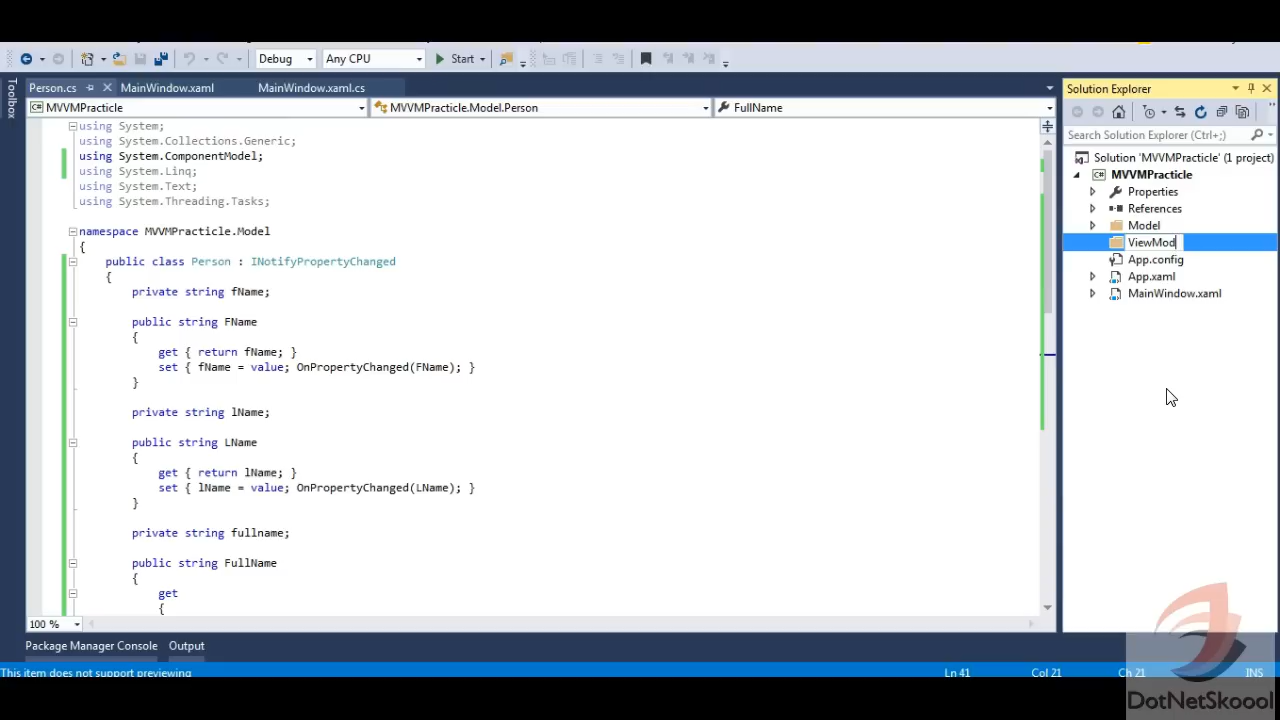 Debug
Any CPU
Start
Toolbox
Person.cs
MainWindow.xaml
MainWindow.xaml.cs
MVVMPracticle
MVVMPracticle.Model.Person
FullName
using System;
using System.Collections.Generic;
using System.ComponentModel;
using System.Linq;
using System.Text;
using System.Threading.Tasks;
namespace MVVMPracticle.Model
{
public class Person : INotifyPropertyChanged
{
private string fName;
public string FName
{
get { return fName; }
set { fName = value; OnPropertyChanged(FName); }
}
private string lName;
public string LName
{
get { return lName; }
set { lName = value; OnPropertyChanged(LName); }
}
private string fullname;
public string FullName
{
get
{
100 %
Solution Explorer
Search Solution Explorer (Ctrl+;)
Solution 'MVVMPracticle' (1 project)
MVVMPracticle
Properties
References
Model
ViewMod
App.config
App.xaml
MainWindow.xaml
Package Manager Console
Output
This item does not support previewing
Ln 41
Col 21
Ch 21
INS
DotNetSkoool